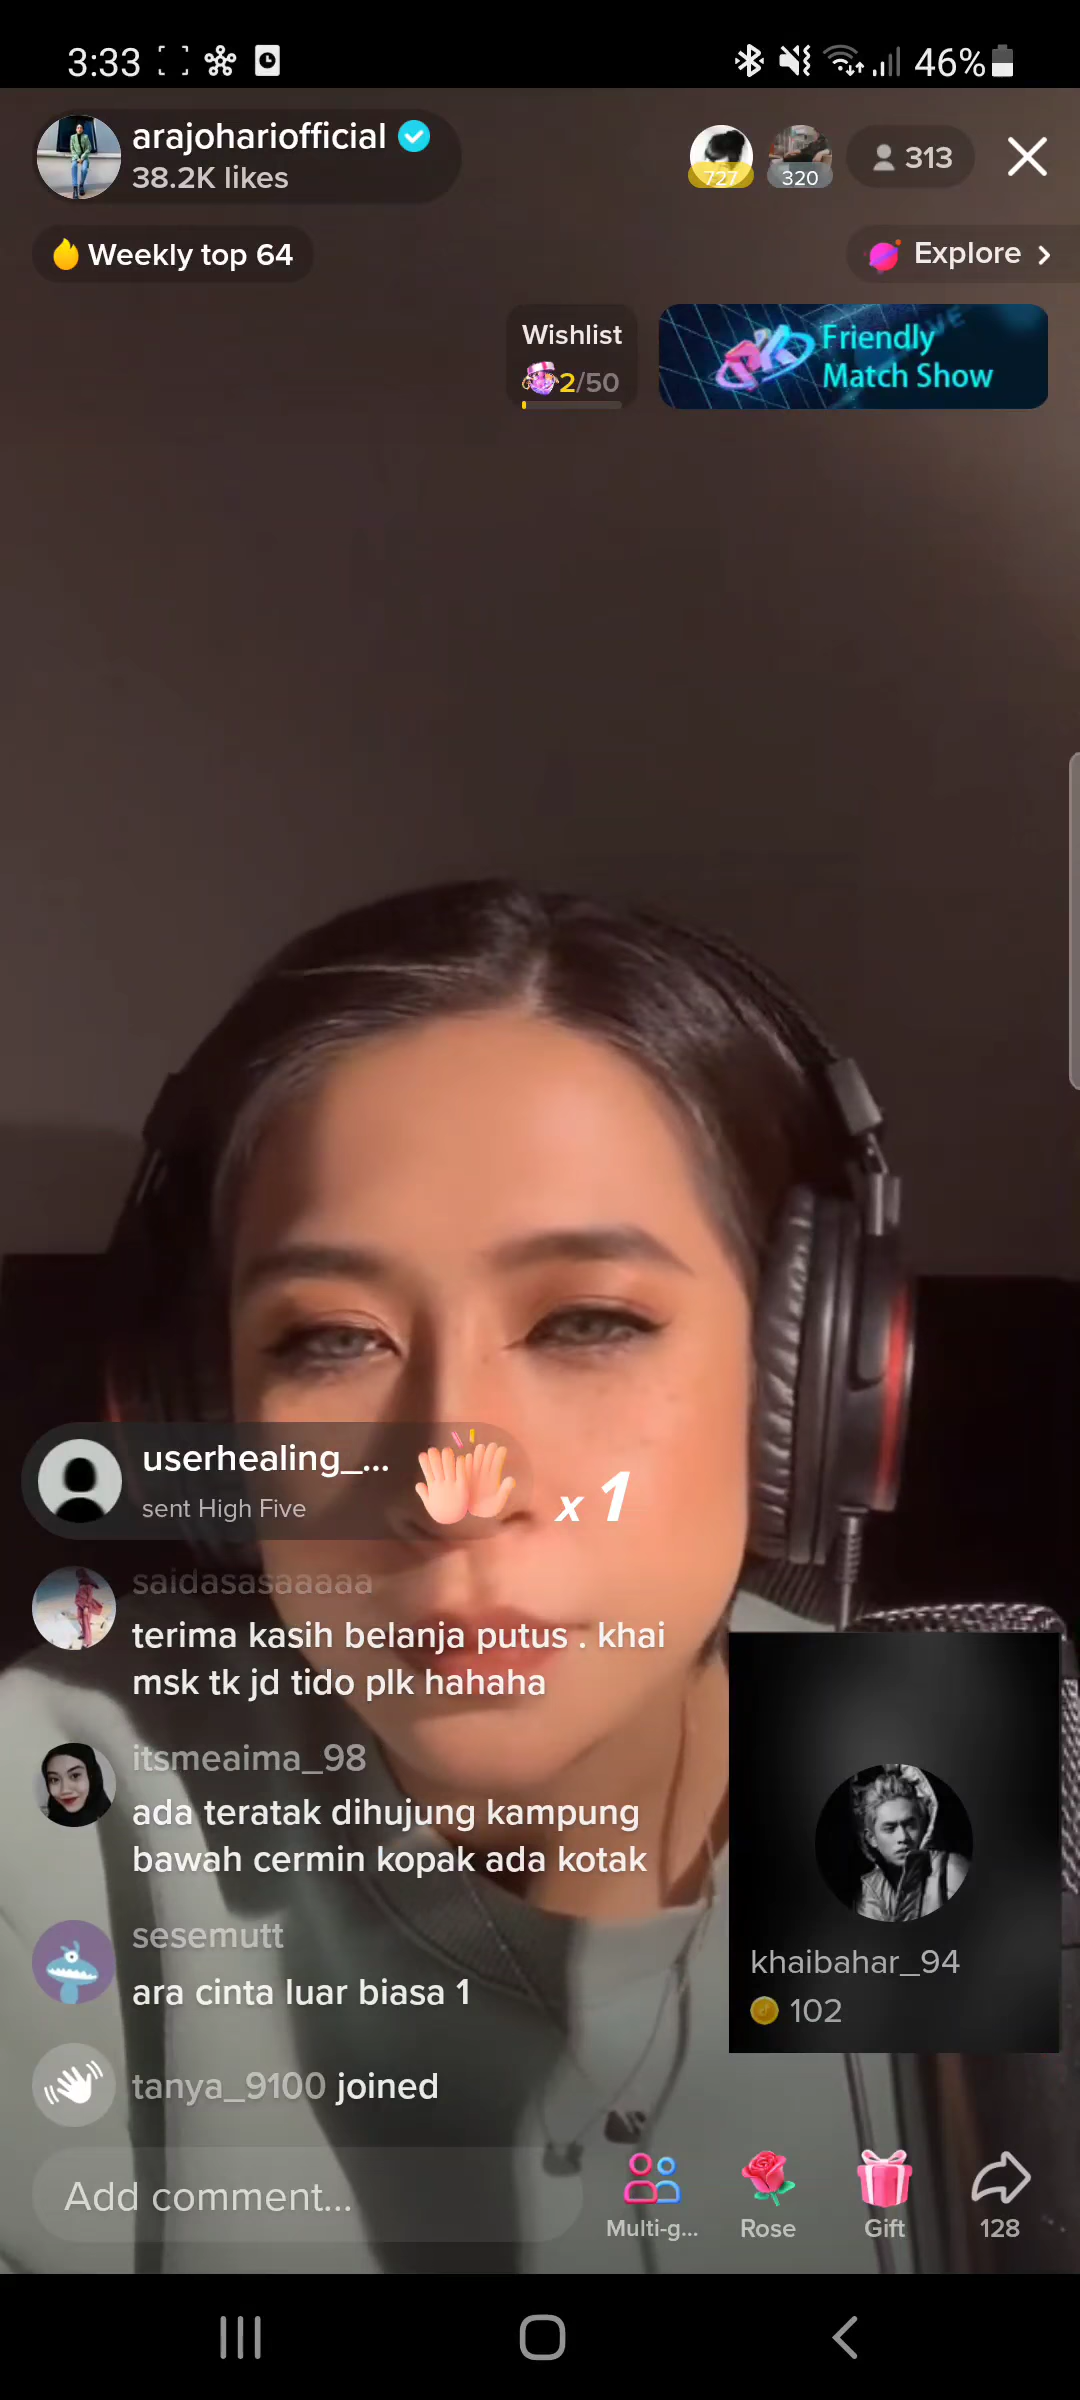 3:33
46%
arajohariofficial
38.2K likes
727
320
313
Weekly top 64
Explore
Wishlist
2/50
Friendly
Match Show
userhealing_...
sent High Five
x 1
saidasasaaaaa
terima kasih belanja putus . khai
msk tk jd tido plk hahaha
itsmeaima_98
ada teratak dihujung kampung
bawah cermin kopak ada kotak
sesemutt
ara cinta luar biasa 1
khaibahar_94
102
tanya_9100 joined
Add comment...
Multi-g...
Rose
Gift
128